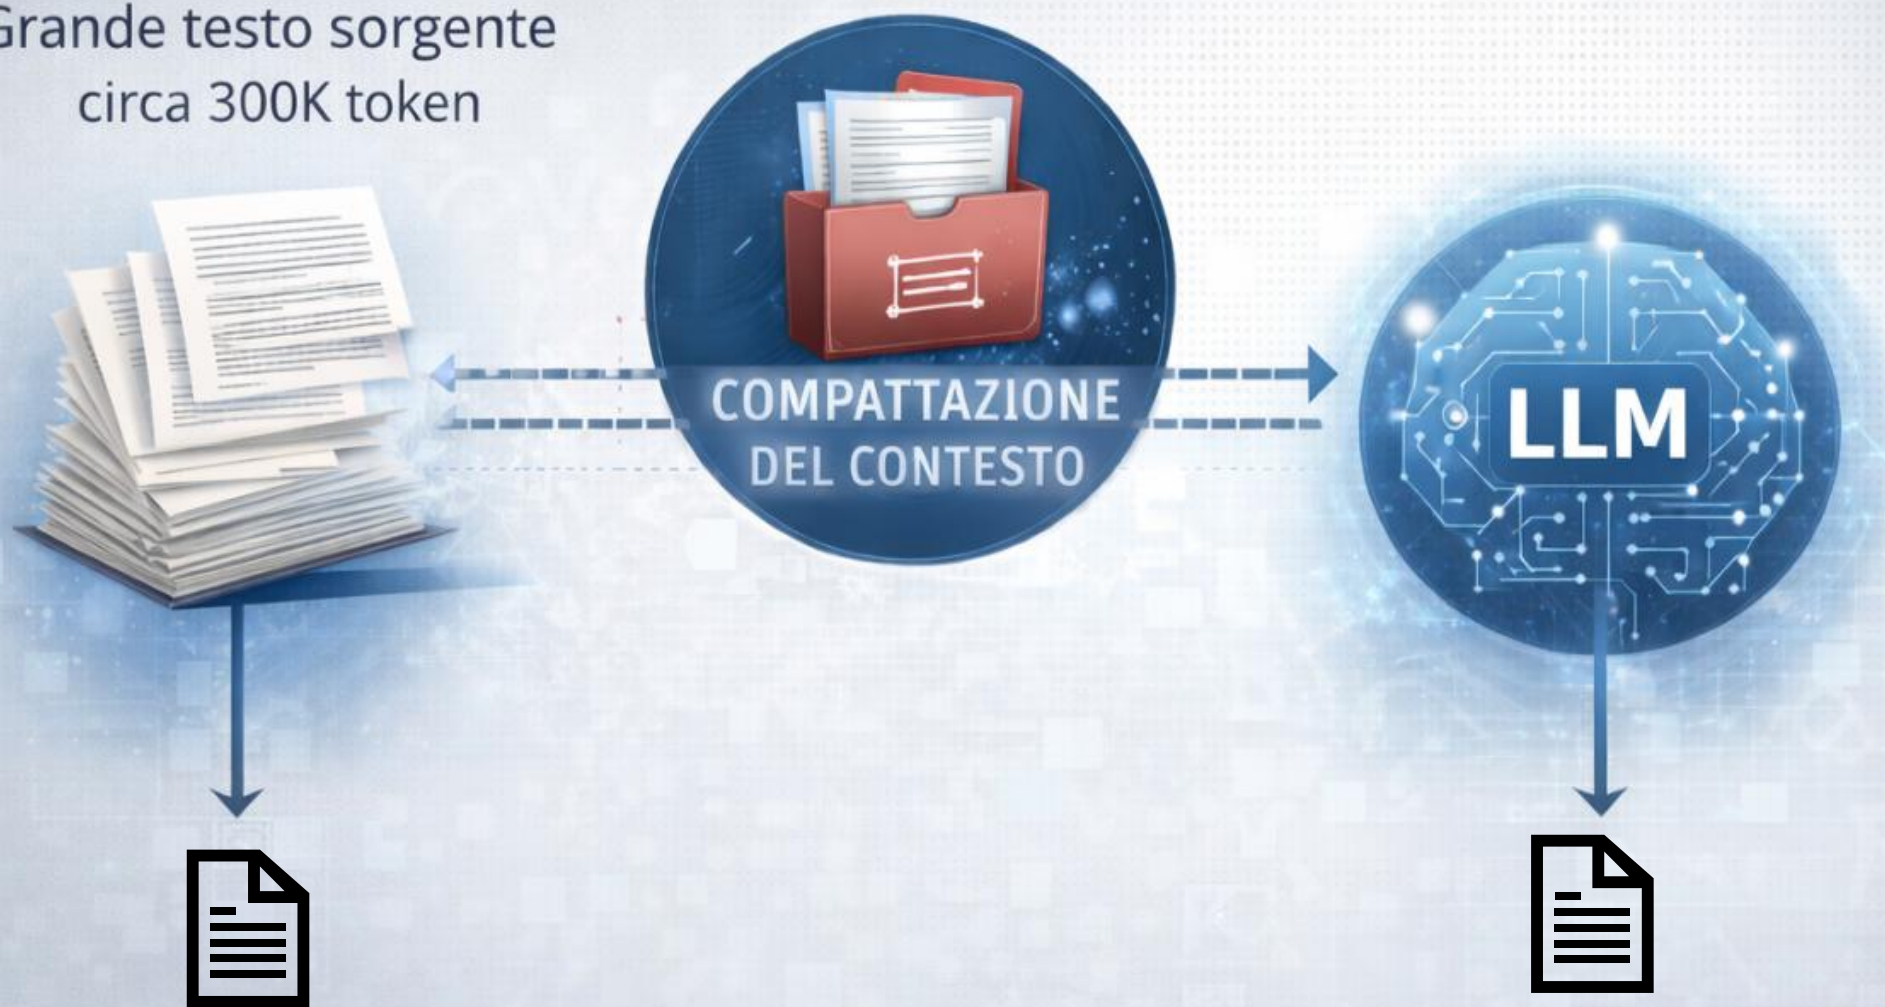 Grande testo sorgente
circa 300K token
COMPATTAZIONE
DEL CONTESTO
LLM